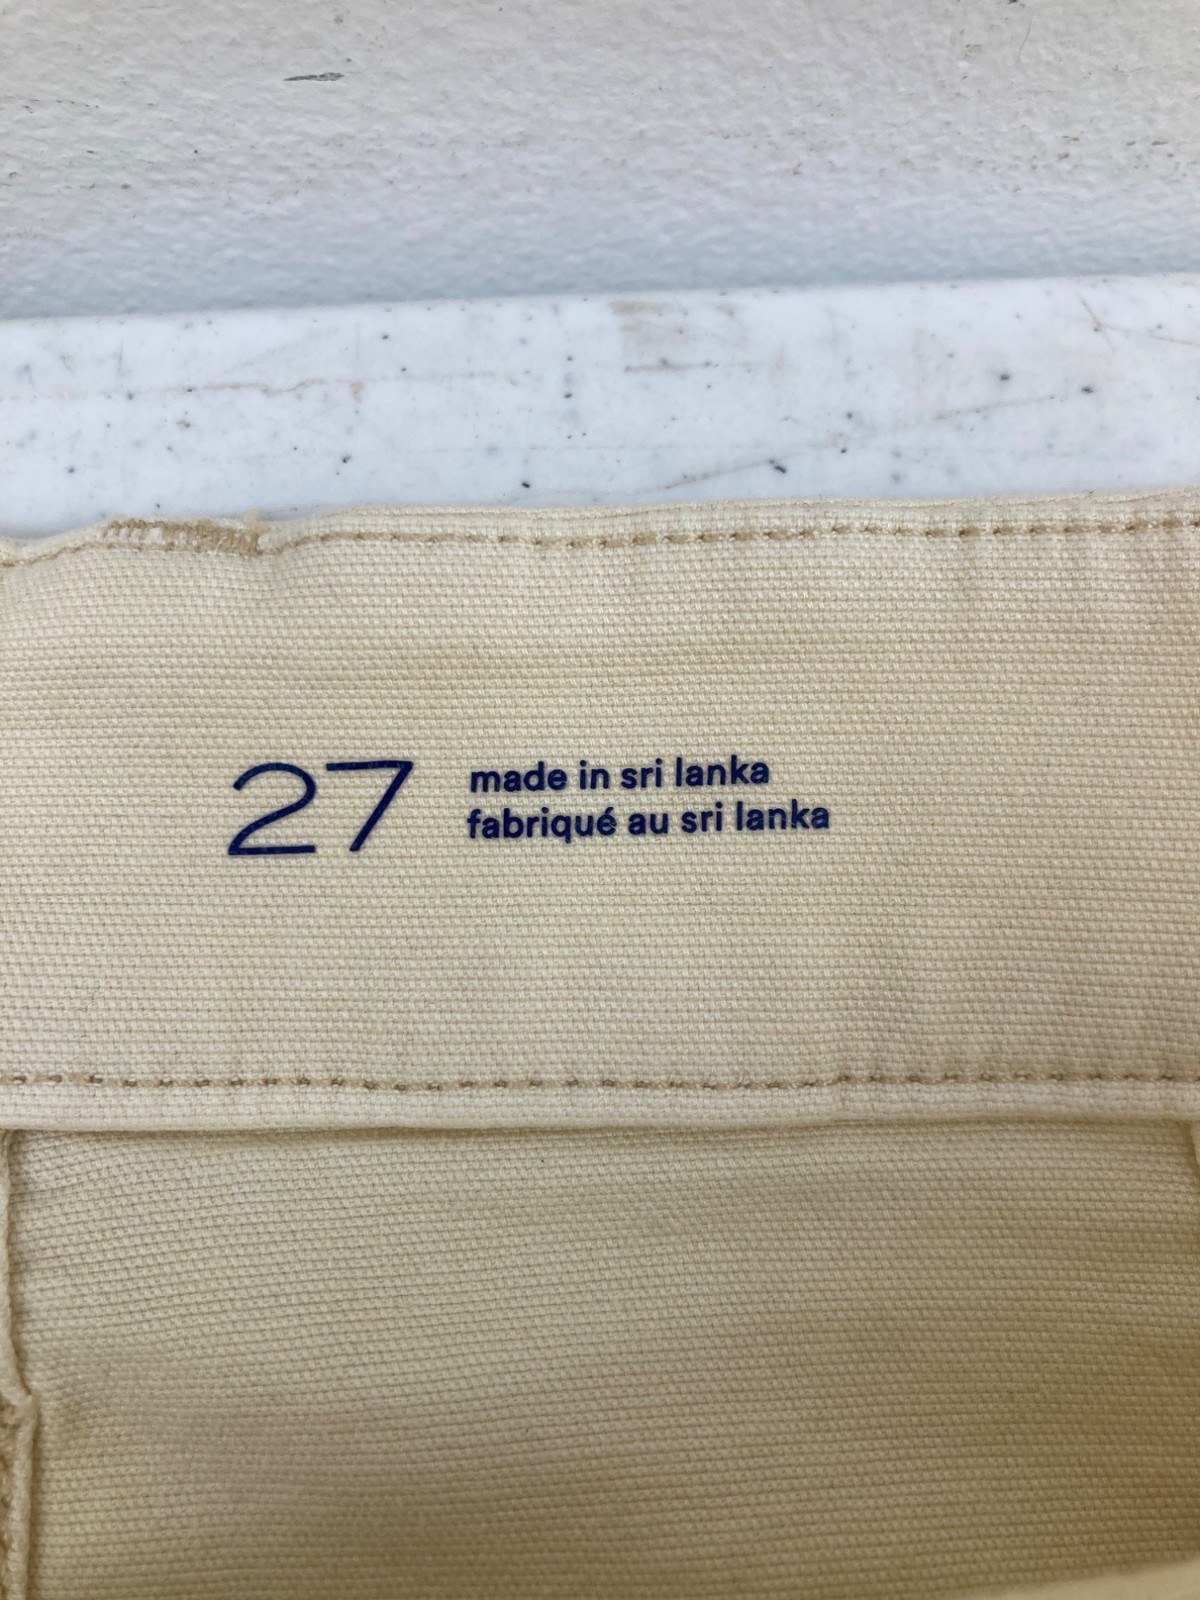 27
made in sri lanka
fabriqué au sri lanka